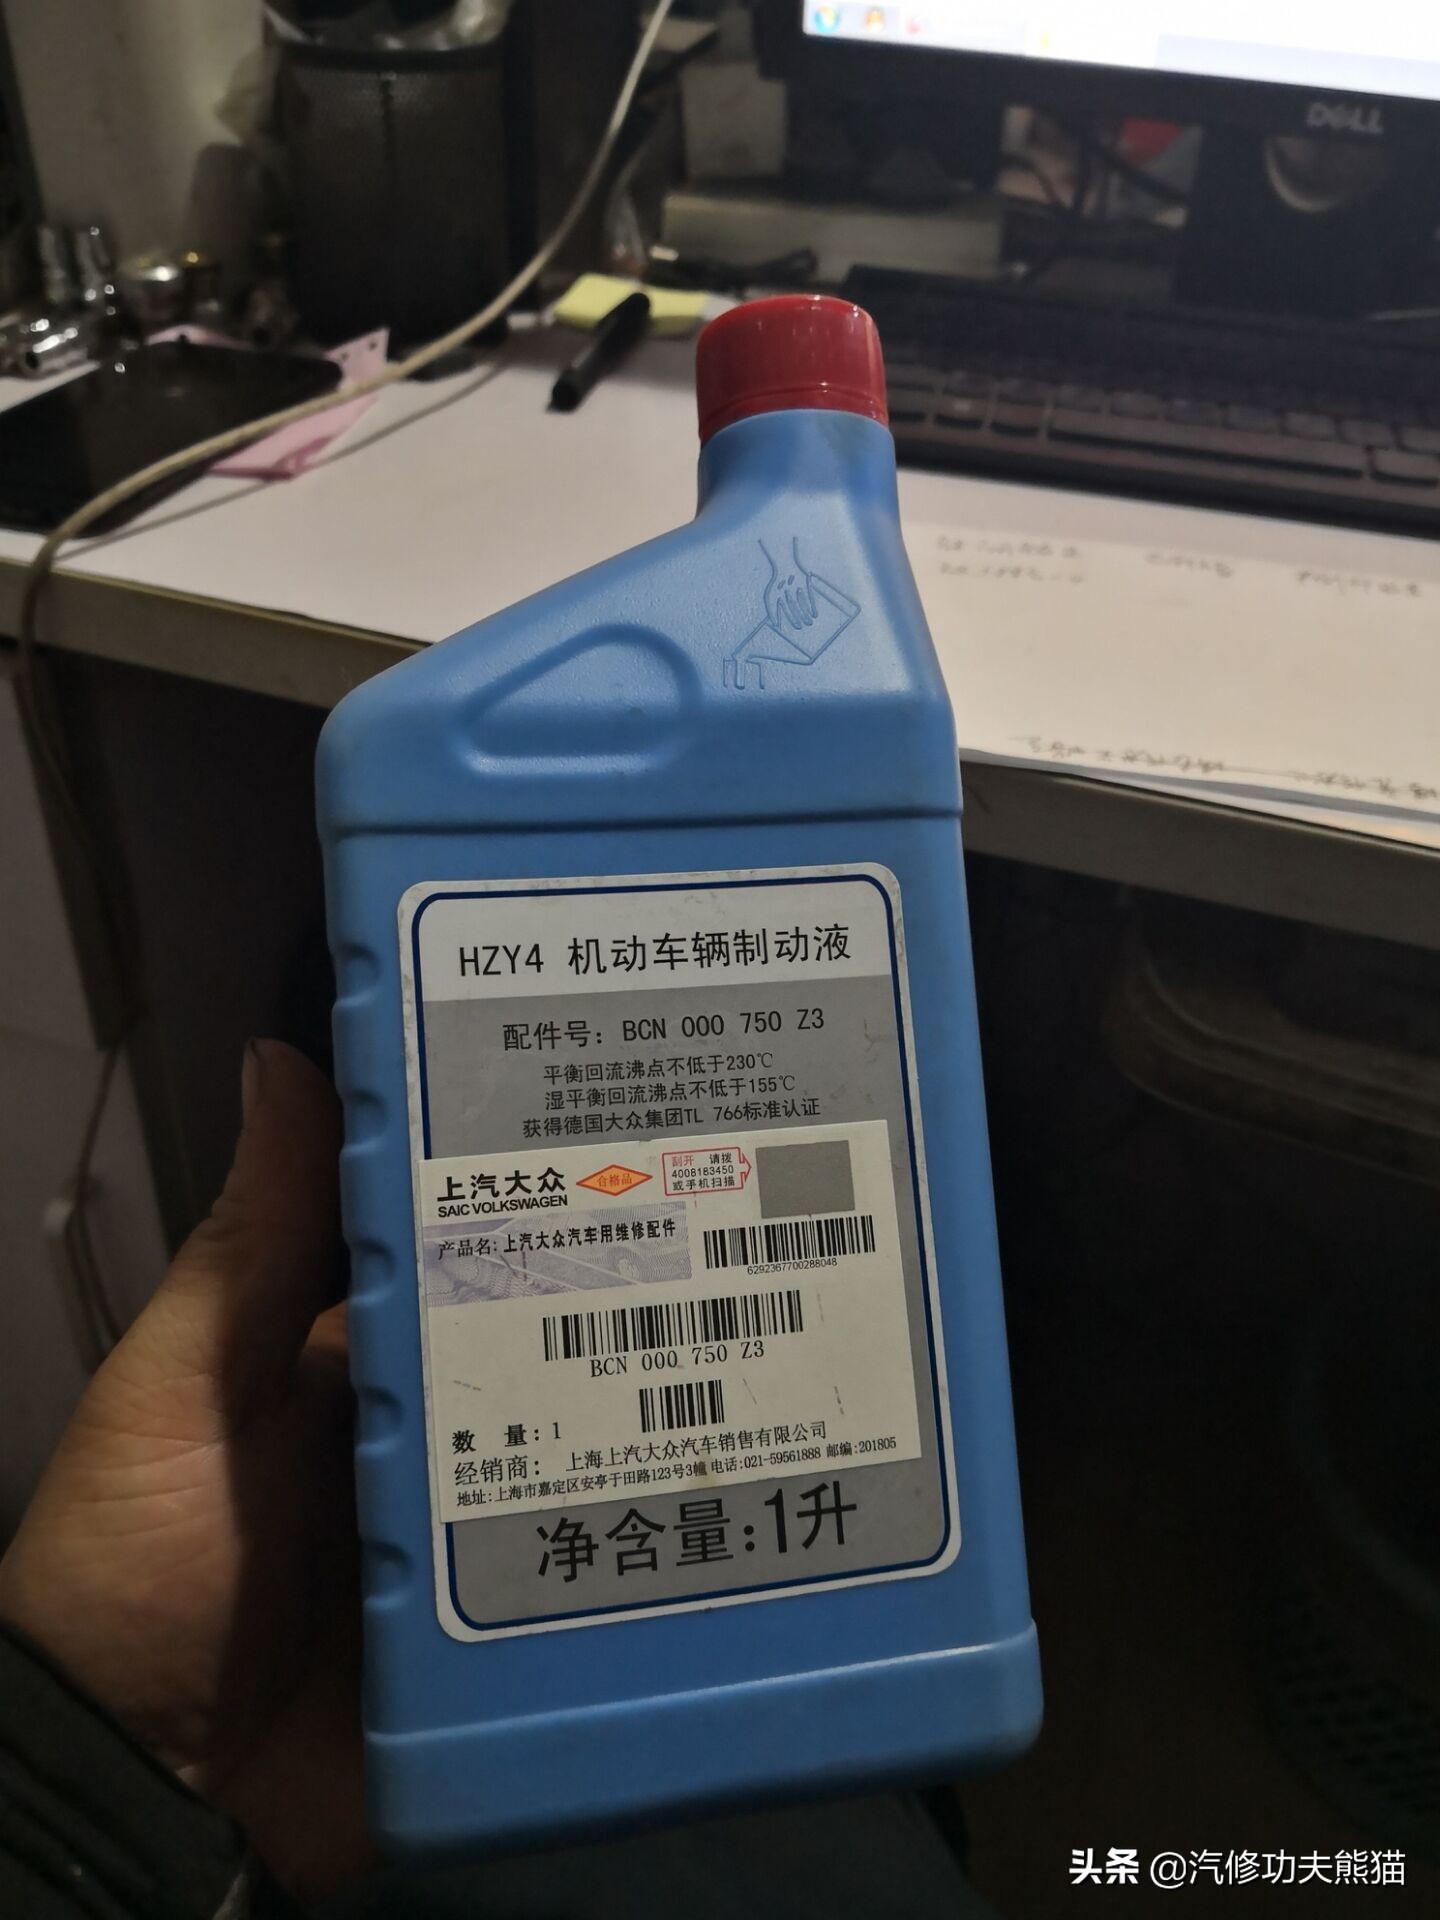 DELL
HZY4 机动车辆制动液
配件号: BCN 000 750 Z3
平衡回流沸点不低于230℃
湿平衡回流沸点不低于155℃
获得德国大众集团TL 766标准认证
上汽大众
SAIC VOLKSWAGEN
合格品
刮开 请拨
4008183450
或手机扫描
产品名: 上汽大众汽车用维修配件
6292367700288048
BCN 000 750 Z3
数 量: 1
经销商: 上海上汽大众汽车销售有限公司
地址: 上海市嘉定区安亭于田路123号3幢 电话: 021-59561888 邮编: 201805
净含量: 1升
头条 @汽修功夫熊猫